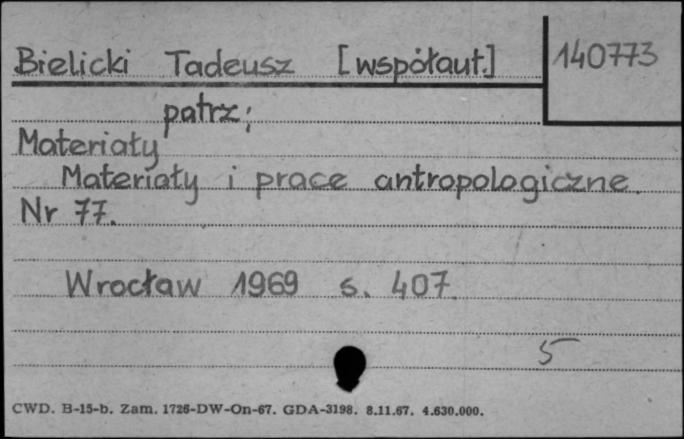 Bielicki Tadeusz [współaut.] 140773
patrz;
Materiały
Materiały i prace antropologiczne.
Nr 77.
Wrocław 1969 s. 407.
5
CWD. B-15-b. Zam. 1726-DW-On-67. GDA-3198. 8.11.67. 4.630.000.